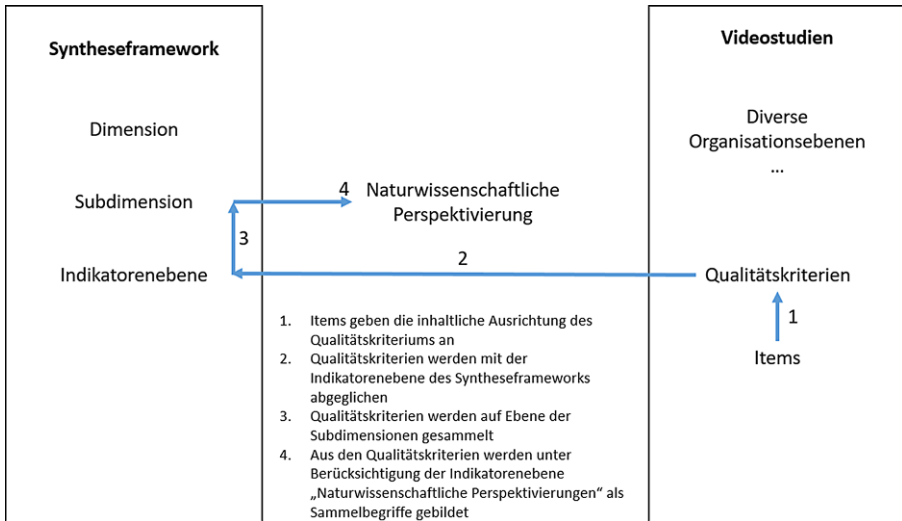 Syntheseframework
Dimension
Subdimension
Indikatorenebene
3
4
Naturwissenschaftliche
Perspektivierung
2
1. Items geben die inhaltliche Ausrichtung des
Qualitätskriteriums an
2. Qualitätskriterien werden mit der
Indikatorenebene des Syntheseframeworks
abgeglichen
3. Qualitätskriterien werden auf Ebene der
Subdimensionen gesammelt
4. Aus den Qualitätskriterien werden unter
Berücksichtigung der Indikatorenebene
„Naturwissenschaftliche Perspektivierungen“ als
Sammelbegriffe gebildet
Videostudien
Diverse
Organisationsebenen
...
Qualitätskriterien
1
Items